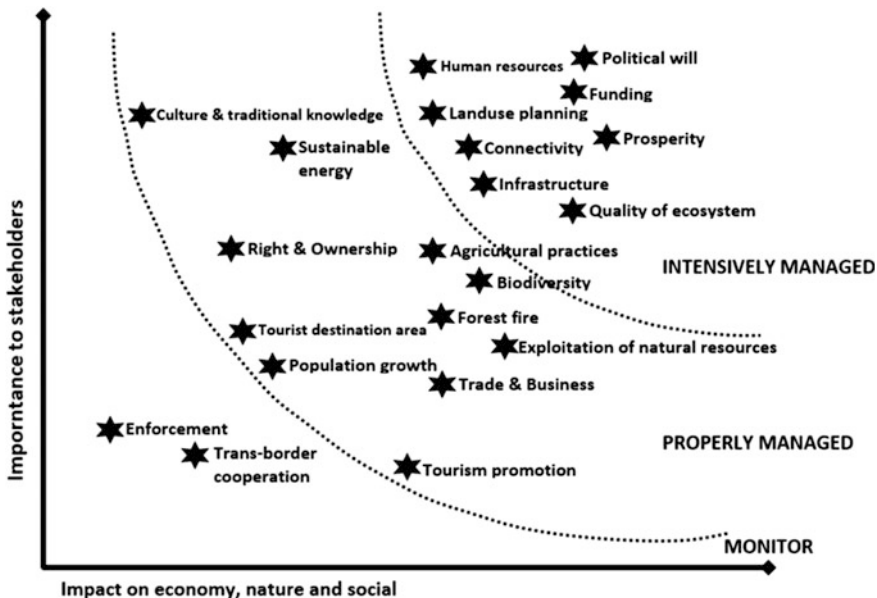 Human resources
Political will
Funding
Culture & traditional knowledge
Landuse planning
Sustainable
energy
Connectivity
Prosperity
Infrastructure
Quality of ecosystem
Right & Ownership
Agricultural practices
INTENSIVELY MANAGED
Biodiversity
Forest fire
Tourist destination area
Exploitation of natural resources
Population growth
Trade & Business
Enforcement
PROPERLY MANAGED
Trans-border
cooperation
Tourism promotion
MONITOR
Imporntance to stakeholders
Impact on economy, nature and social